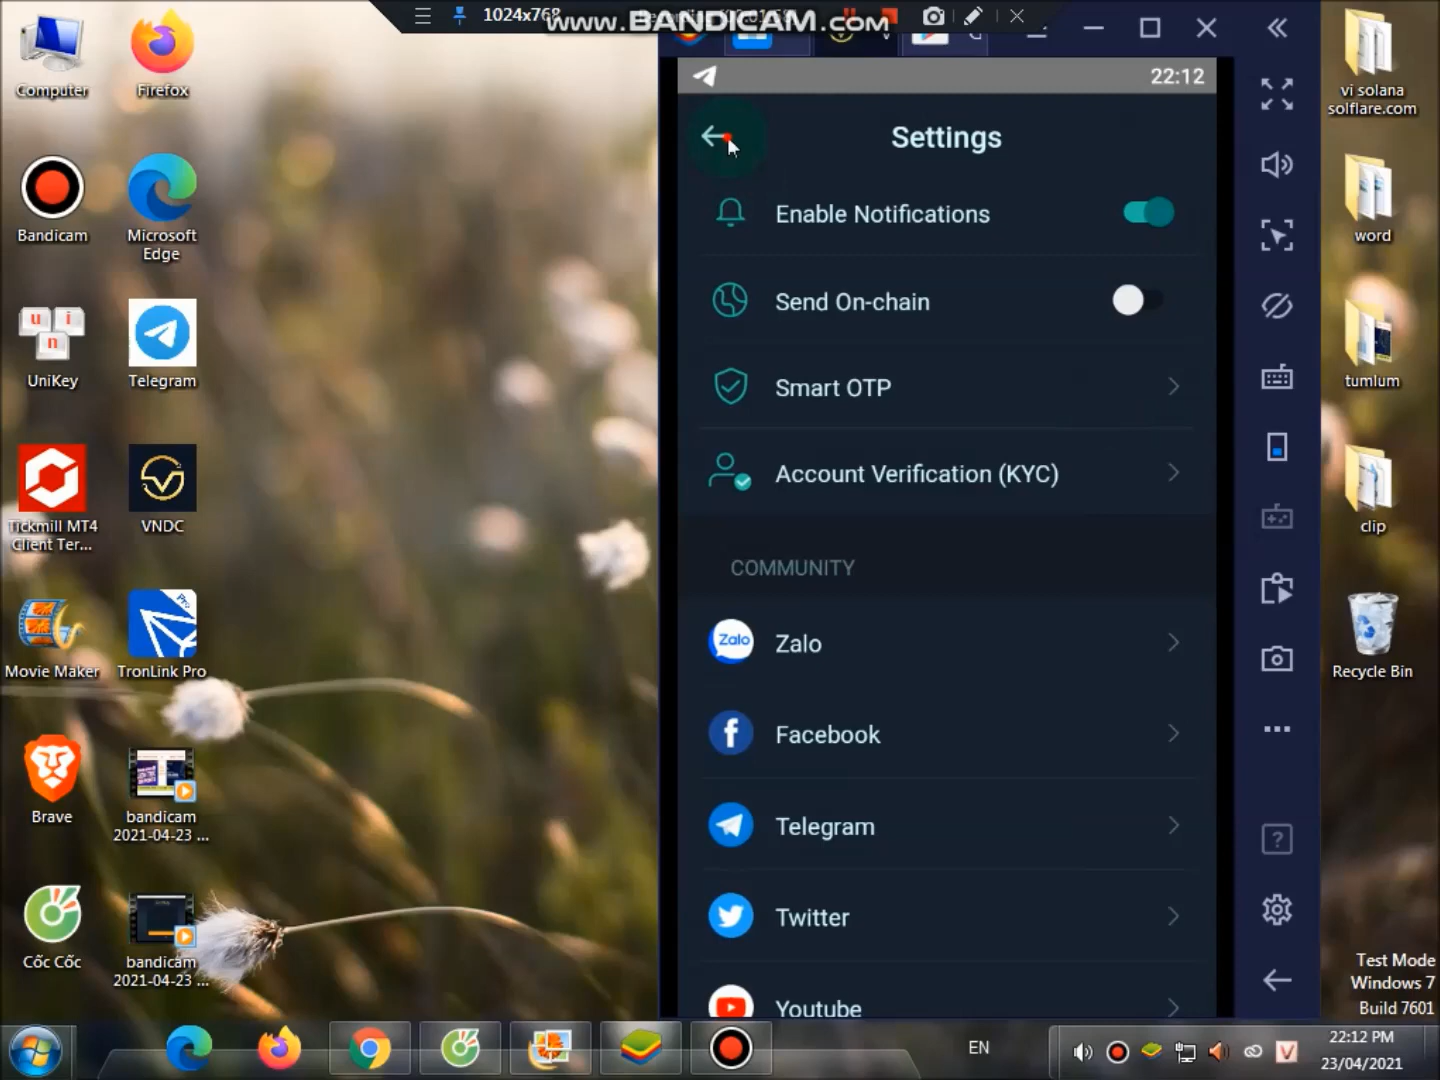 1024x768
www.BANDICAM.com
22:12
Settings
Enable Notifications
Send On-chain
Smart OTP
Account Verification (KYC)
COMMUNITY
Zalo
Zalo
Facebook
Telegram
Twitter
Youtube
Computer
Firefox
Bandicam
Microsoft
Edge
u i
n
UniKey
Telegram
Tickmill MT4
Client Ter...
VNDC
Movie Maker
Pro
TronLink Pro
Brave
bandicam
2021-04-23 ...
Cốc Cốc
bandicam
2021-04-23 ...
vi solana
solflare.com
word
tumlum
clip
Recycle Bin
Test Mode
Windows 7
Build 7601
EN
V
22:12 PM
23/04/2021